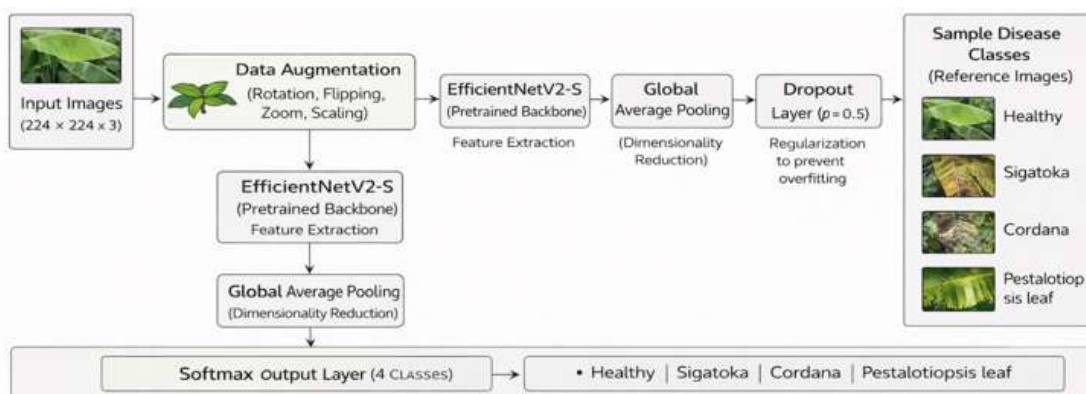 Input Images
(224 × 224 x 3)
Data Augmentation
(Rotation, Flipping,
Zoom, Scaling)
EfficientNetV2-S
(Pretrained Backbone)
Feature Extraction
Global
Average Pooling
(Dimensionality
Reduction)
Dropout
Layer (p = 0.5)
Regularization
to prevent
overfitting
Sample Disease
Classes
(Reference Images)
Healthy
Sigatoka
Cordana
Pestalotiop
sis leaf
EfficientNetV2-S
(Pretrained Backbone)
Feature Extraction
Global Average Pooling
(Dimensionality Reduction)
Softmax Output Layer (4 CLASSES)
• Healthy | Sigatoka | Cordana | Pestalotiopsis leaf